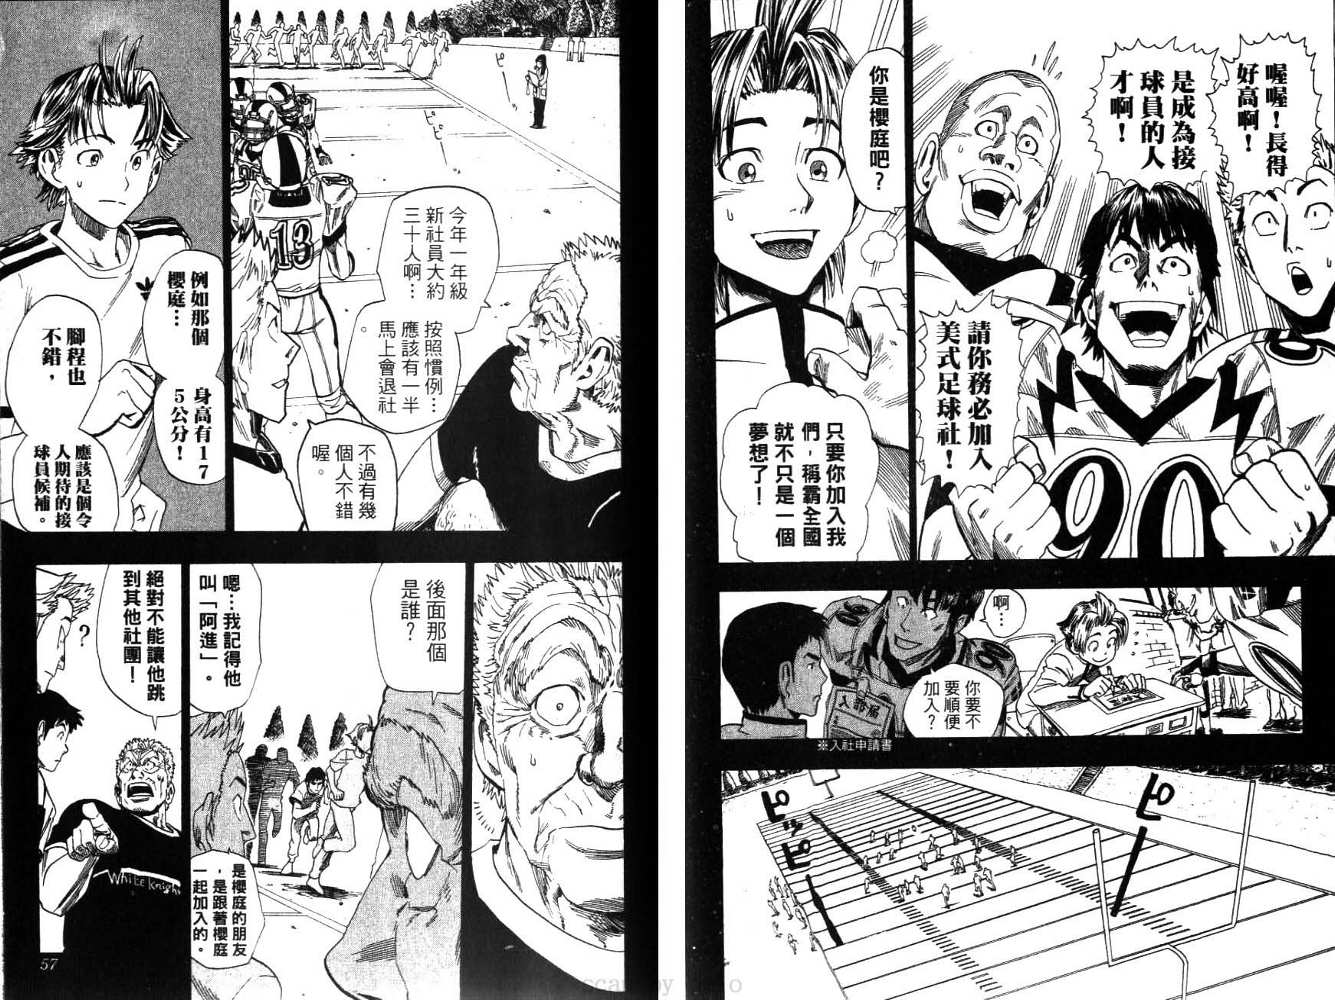 喔喔！長得
好高啊！
是成為接
球員的人
才啊！
請你務必加入
美式足球社！
你是櫻庭吧？
只要你加入我
們，稱霸全國
就不只是一個
夢想了！
啊…
你要不
要順便
加入？
入社届
※入社申請書
ピ
ピッ
ピピー
今年一年級
新社員大約
三十人啊…
按照慣例…
應該有一半
馬上會退社
。
不過有幾
個人不錯
喔。
ピピー
例如那個
櫻庭…
身高有17
5公分！
腳程也
不錯，
應該是個令
人期待的接
球員候補。
13
90
後面那個
是誰？
嗯…我記得他
叫「阿進」。
是櫻庭的朋友
，是跟著櫻庭
一起加入的。
絕對不能讓他跳
到其他社團！
？
White Knight
57